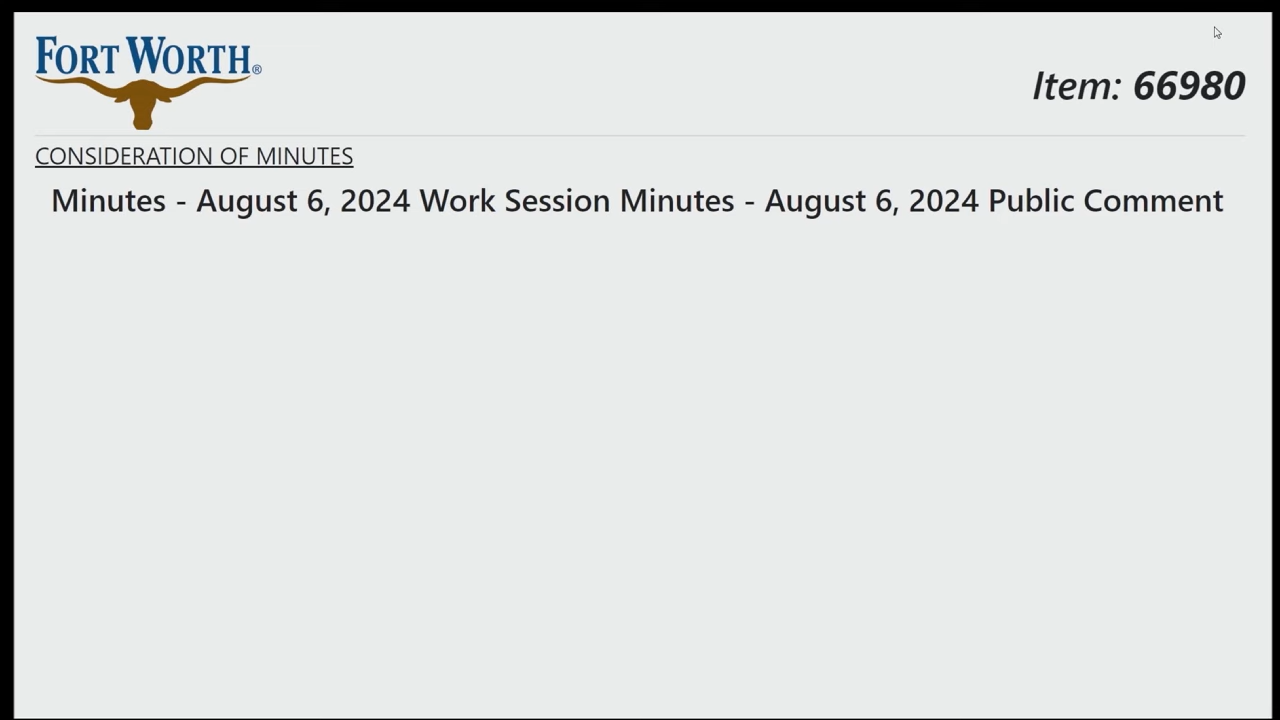 FORT WORTH®
Item: 66980
CONSIDERATION OF MINUTES
Minutes - August 6, 2024 Work Session Minutes - August 6, 2024 Public Comment